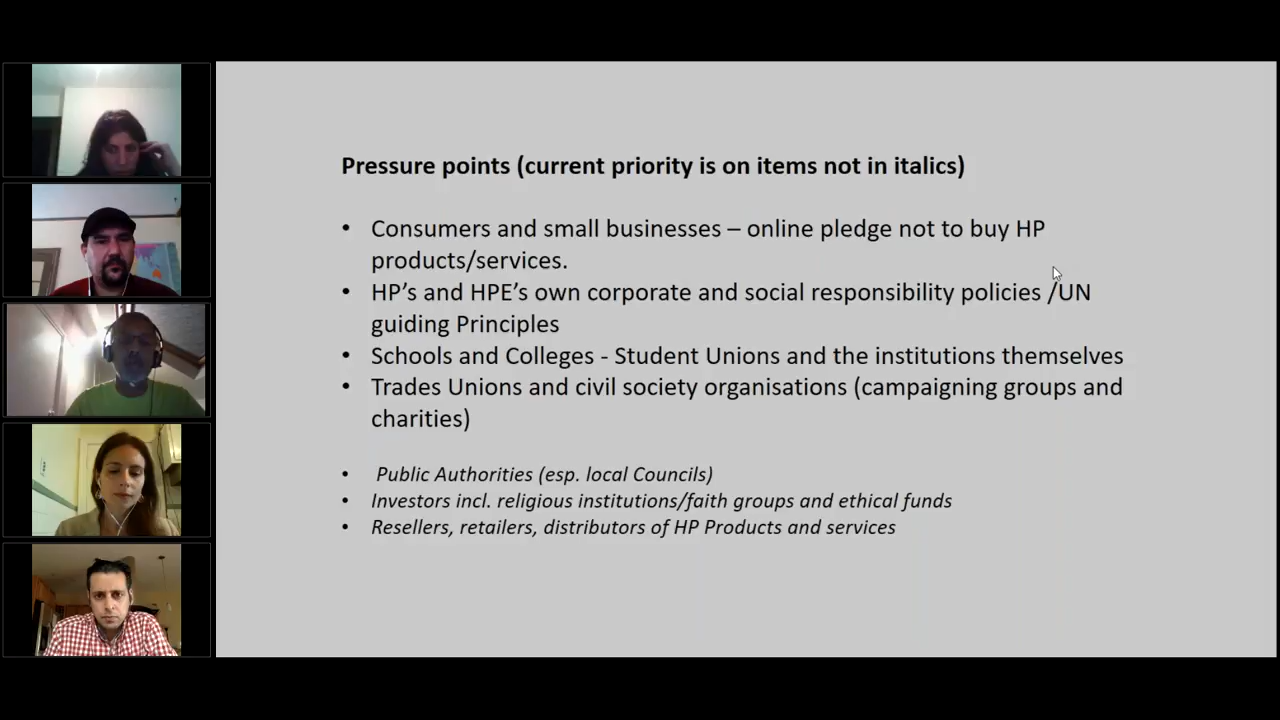 Pressure points (current priority is on items not in italics)
• Consumers and small businesses – online pledge not to buy HP
products/services.
• HP’s and HPE’s own corporate and social responsibility policies /UN
guiding Principles
• Schools and Colleges - Student Unions and the institutions themselves
• Trades Unions and civil society organisations (campaigning groups and
charities)
• Public Authorities (esp. local Councils)
• Investors incl. religious institutions/faith groups and ethical funds
• Resellers, retailers, distributors of HP Products and services